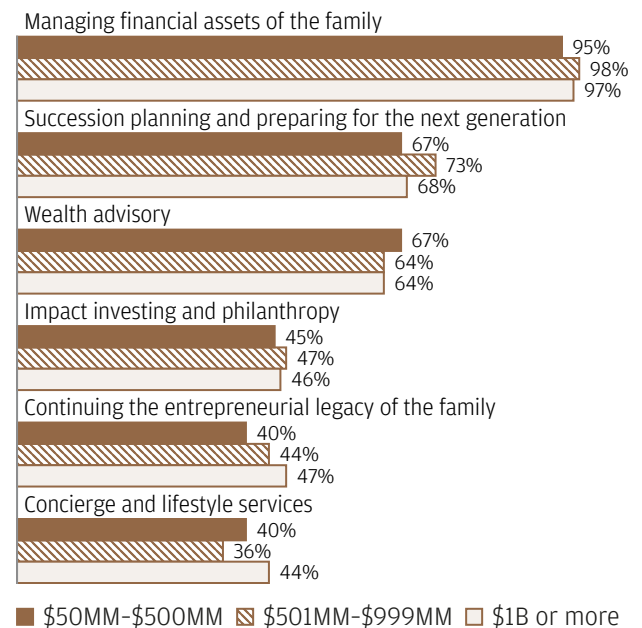 Managing financial assets of the family
95%
98%
97%
Succession planning and preparing for the next generation
67%
73%
68%
Wealth advisory
67%
64%
64%
Impact investing and philanthropy
45%
47%
46%
Continuing the entrepreneurial legacy of the family
40%
44%
47%
Concierge and lifestyle services
40%
36%
44%
$50MM–$500MM $501MM–$999MM $1B or more